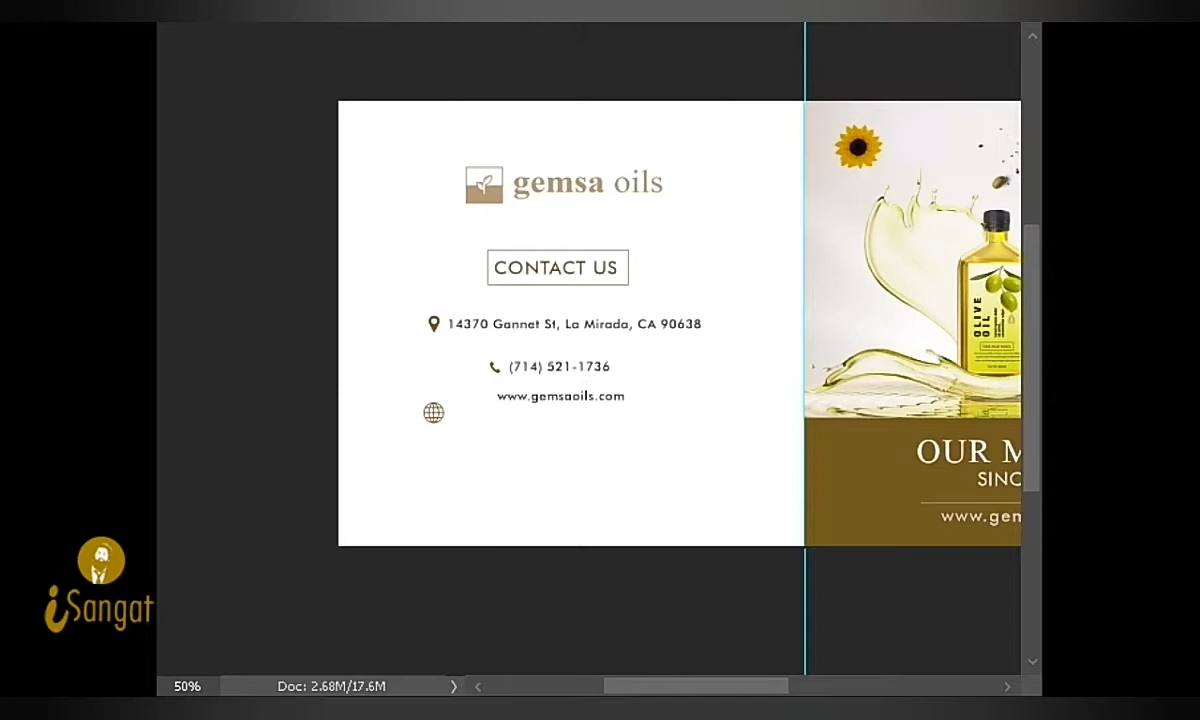 gemsa oils
CONTACT US
14370 Gannet St, La Mirada, CA 90638
(714) 521-1736
www.gemsaoils.com
OLIVE
OIL
OUR M
SINC
www.gem
iSangat
50%
Doc: 2.68M/17.6M